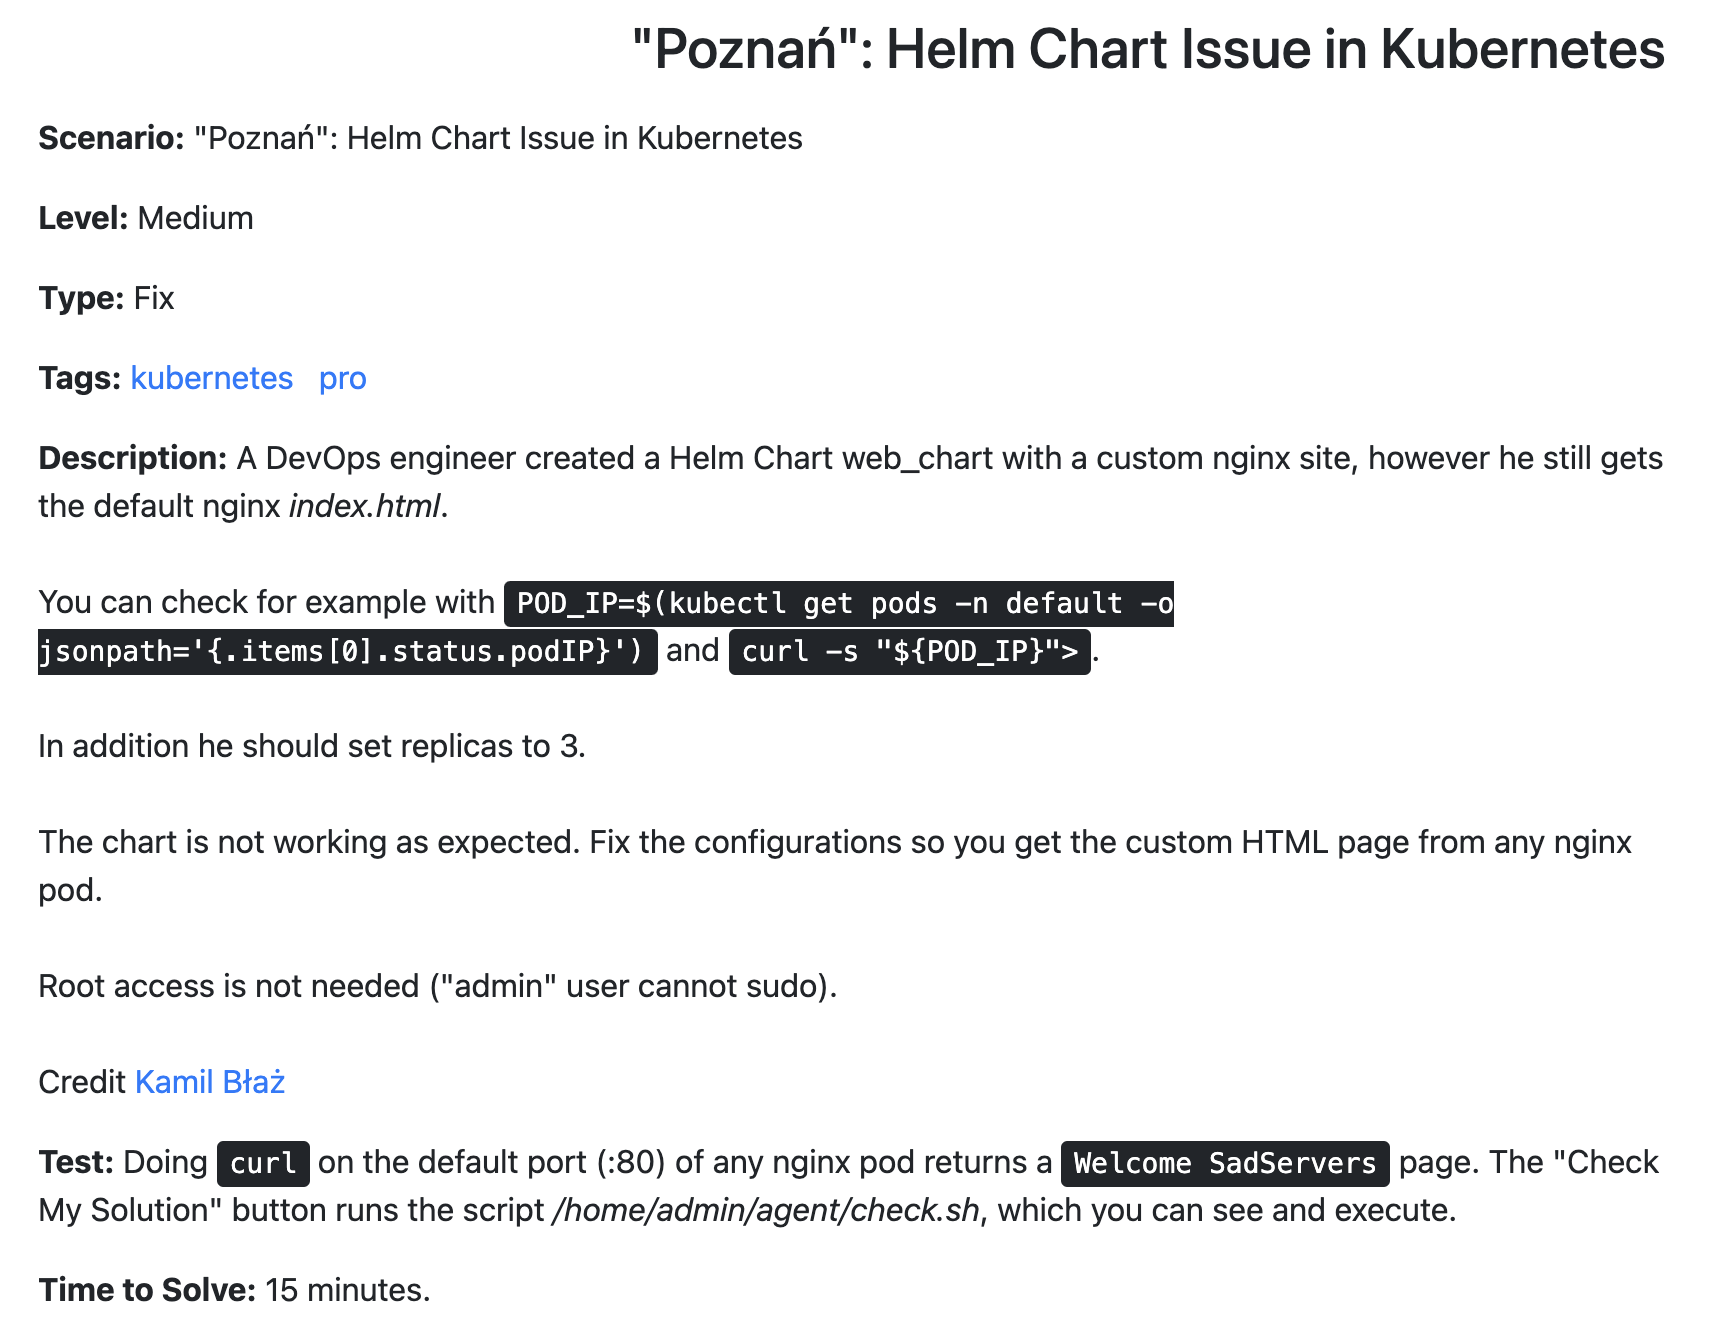 "Poznań": Helm Chart Issue in Kubernetes
Scenario: "Poznań": Helm Chart Issue in Kubernetes
Level: Medium
Type: Fix
Tags: kubernetes pro
Description: A DevOps engineer created a Helm Chart web_chart with a custom nginx site, however he still gets
the default nginx index.html.
You can check for example with POD_IP=$(kubectl get pods -n default -o
jsonpath='{.items[0].status.podIP}') and curl -s "${POD_IP}"> .
In addition he should set replicas to 3.
The chart is not working as expected. Fix the configurations so you get the custom HTML page from any nginx
pod.
Root access is not needed ("admin" user cannot sudo).
Credit Kamil Błaż
Test: Doing curl on the default port (:80) of any nginx pod returns a Welcome SadServers page. The "Check
My Solution" button runs the script /home/admin/agent/check.sh, which you can see and execute.
Time to Solve: 15 minutes.